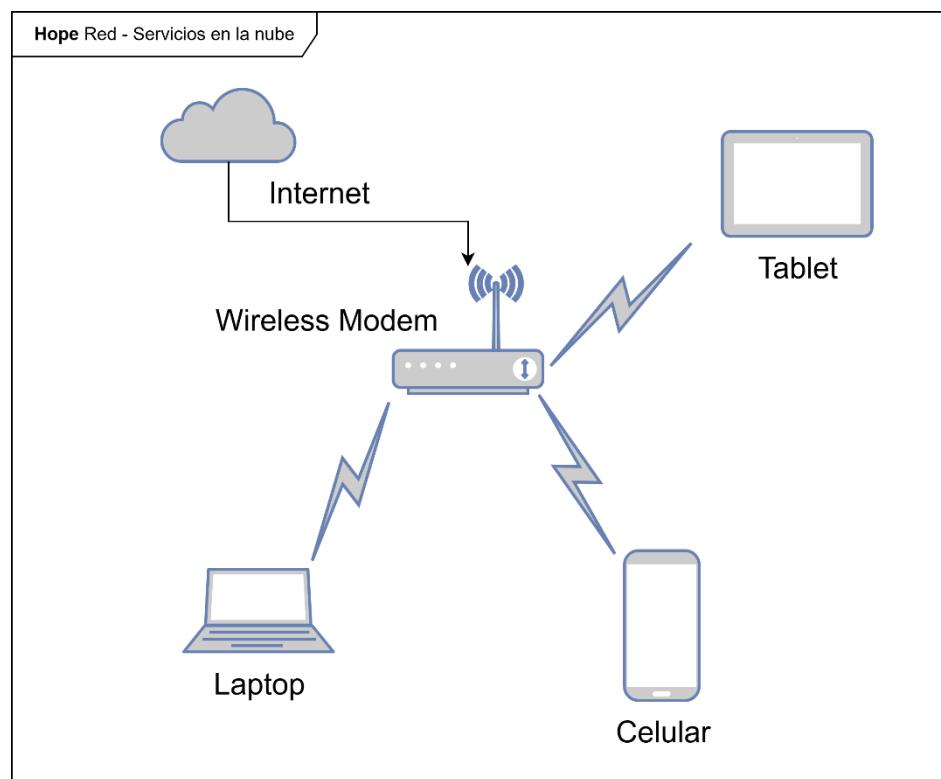 Hope Red - Servicios en la nube
Internet
Tablet
Wireless Modem
Laptop
Celular